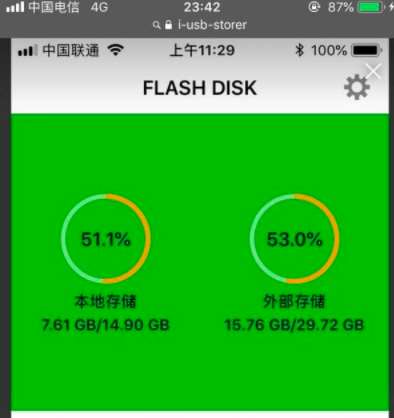 中国电信 4G 23:42 87%
i-usb-storer
中国联通 上午11:29 100%
FLASH DISK
51.1% 53.0%
本地存储 外部存储
7.61 GB/14.90 GB 15.76 GB/29.72 GB